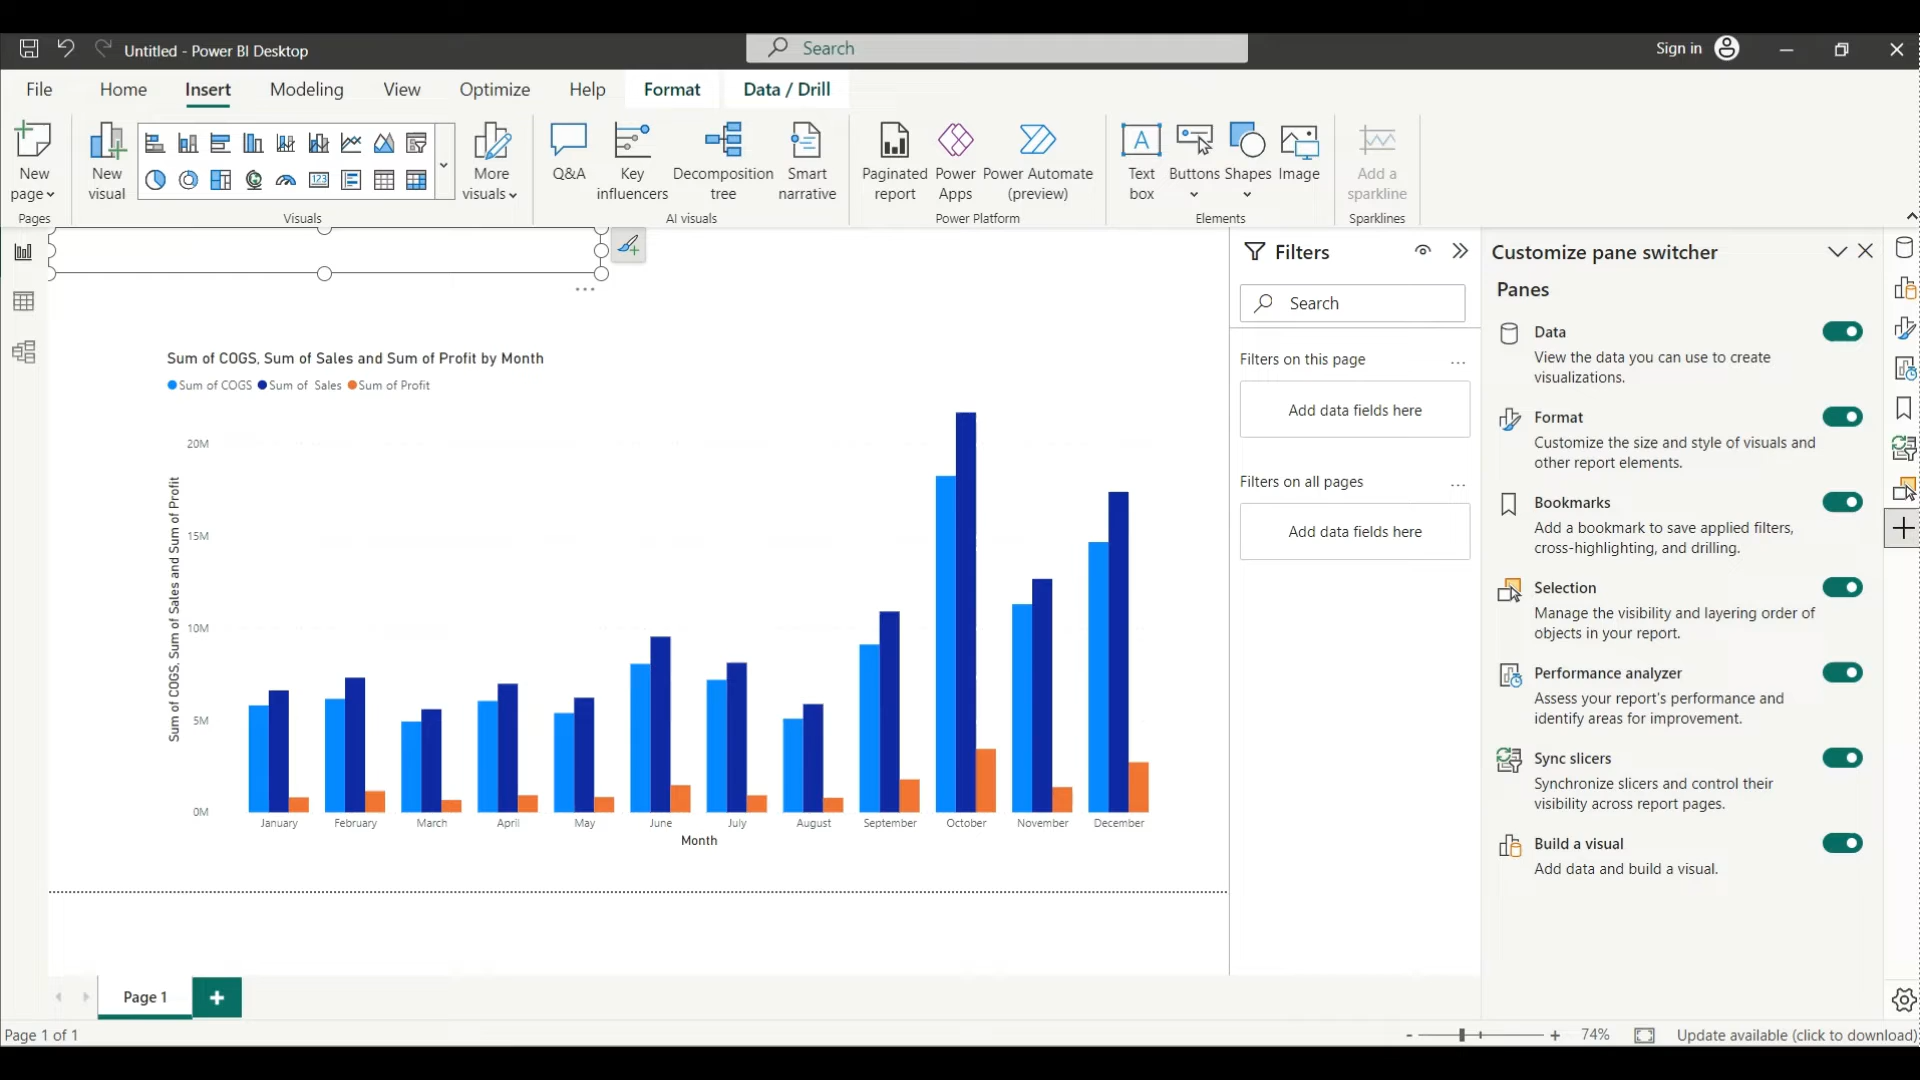 Untitled - Power BI Desktop
Search
Sign in
File
Home
Insert
Modeling
View
Optimize
Help
Format
Data / Drill
New page
New visual
More visuals
Q&A
Key influencers
Decomposition tree
Smart narrative
Paginated report
Power Apps
Power Automate (preview)
Text box
A
Buttons
Shapes
Image
Add a sparkline
123
Pages
Visuals
AI visuals
Power Platform
Elements
Sparklines
...
Sum of COGS, Sum of Sales and Sum of Profit by Month
Sum of COGS Sum of Sales Sum of Profit
Sum of COGS, Sum of Sales and Sum of Profit
20M
15M
10M
5M
0M
January February March April May June July August September October November December
Month
Filters
Search
Filters on this page
...
Add data fields here
Filters on all pages
...
Add data fields here
Customize pane switcher
Panes
Data
View the data you can use to create
visualizations.
Format
Customize the size and style of visuals and
other report elements.
Bookmarks
Add a bookmark to save applied filters,
cross-highlighting, and drilling.
Selection
Manage the visibility and layering order of
objects in your report.
Performance analyzer
Assess your report's performance and
identify areas for improvement.
Sync slicers
Synchronize slicers and control their
visibility across report pages.
Build a visual
Add data and build a visual.
Page 1
+
Page 1 of 1
- + 74%
Update available (click to download)